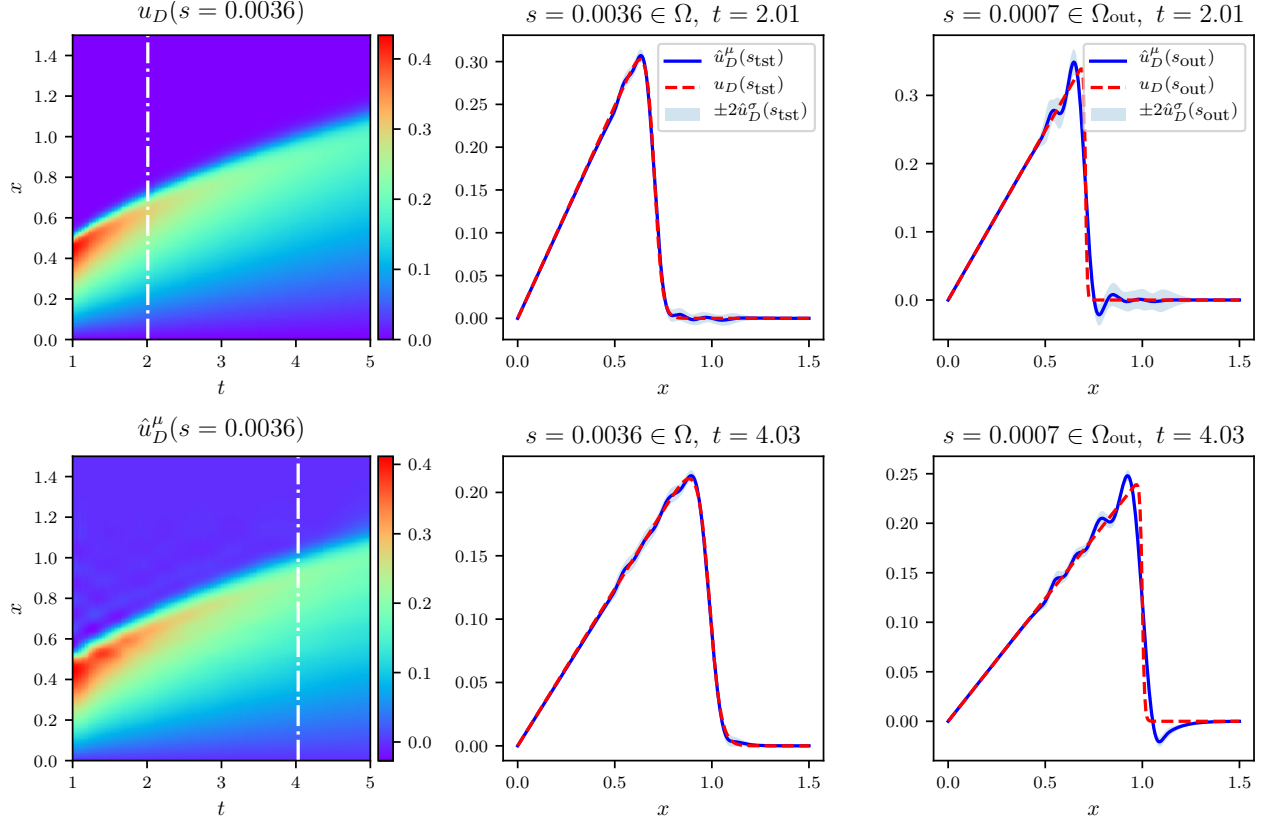 u_D(s = 0.0036)
1.4
1.2
1.0
0.8
0.6
0.4
0.2
0.0
x
1 2 3 4 5
t
0.4
0.3
0.2
0.1
0.0
s = 0.0036 ∈ Ω, t = 2.01
0.30
0.25
0.20
0.15
0.10
0.05
0.00
0.0 0.5 1.0 1.5
x
û_D^μ(s_tst)
u_D(s_tst)
±2û_D^σ(s_tst)
s = 0.0007 ∈ Ω_out, t = 2.01
0.3
0.2
0.1
0.0
0.0 0.5 1.0 1.5
x
û_D^μ(s_out)
u_D(s_out)
±2û_D^σ(s_out)
û_D^μ(s = 0.0036)
1.4
1.2
1.0
0.8
0.6
0.4
0.2
0.0
x
1 2 3 4 5
t
0.4
0.3
0.2
0.1
0.0
s = 0.0036 ∈ Ω, t = 4.03
0.20
0.15
0.10
0.05
0.00
0.0 0.5 1.0 1.5
x
s = 0.0007 ∈ Ω_out, t = 4.03
0.25
0.20
0.15
0.10
0.05
0.00
0.0 0.5 1.0 1.5
x